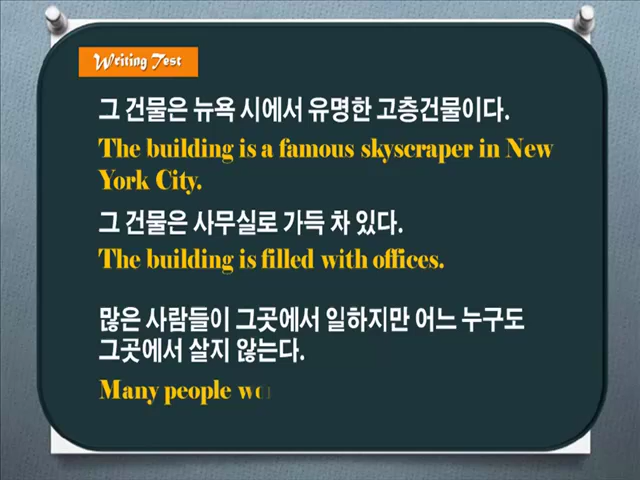 Writing Test
그 건물은 뉴욕 시에서 유명한 고층건물이다.
The building is a famous skyscraper in New
York City.
그 건물은 사무실로 가득 차 있다.
The building is filled with offices.
많은 사람들이 그곳에서 일하지만 어느 누구도
그곳에서 살지 않는다.
Many people